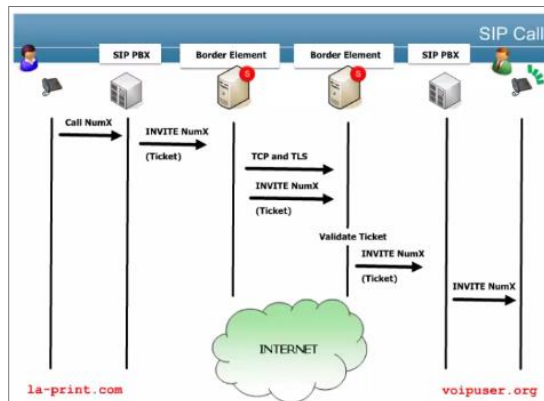 SIP Call
SIP PBX
Border Element
Border Element
SIP PBX
S
S
Call NumX
INVITE NumX
(Ticket)
TCP and TLS
INVITE NumX
(Ticket)
Validate Ticket
INVITE NumX
(Ticket)
INVITE NumX
INTERNET
la-print.com
voipuser.org